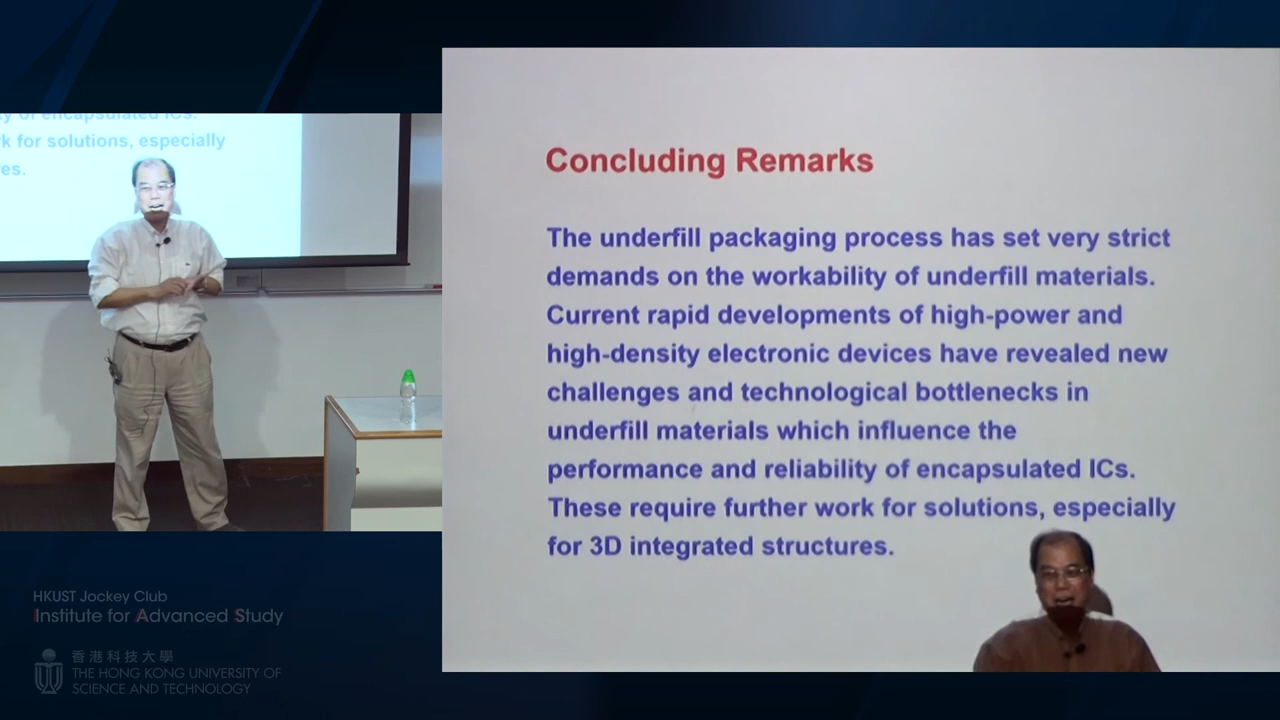 y of encapsulated ICs.
k for solutions, especially
es.
Concluding Remarks
The underfill packaging process has set very strict
demands on the workability of underfill materials.
Current rapid developments of high-power and
high-density electronic devices have revealed new
challenges and technological bottlenecks in
underfill materials which influence the
performance and reliability of encapsulated ICs.
These require further work for solutions, especially
for 3D integrated structures.
HKUST Jockey Club
Institute for Advanced Study
香港科技大學
THE HONG KONG UNIVERSITY OF
SCIENCE AND TECHNOLOGY